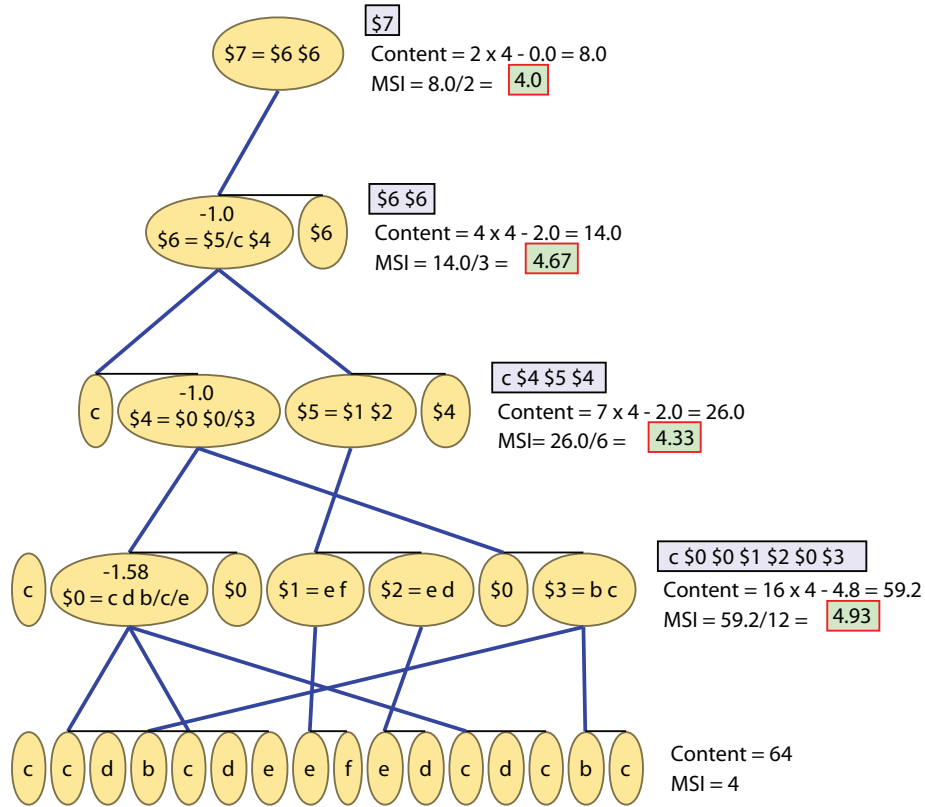 $7
$7 = $6 $6
Content = 2 x 4 - 0.0 = 8.0
MSI = 8.0/2 = 4.0
$6 $6
-1.0
$6 = $5/c $4
$6
Content = 4 x 4 - 2.0 = 14.0
MSI = 14.0/3 = 4.67
c $4 $5 $4
c
-1.0
$4 = $0 $0/$3
$5 = $1 $2
$4
Content = 7 x 4 - 2.0 = 26.0
MSI= 26.0/6 = 4.33
c $0 $0 $1 $2 $0 $3
c
-1.58
$0 = c d b/c/e
$0
$1 = e f
$2 = e d
$0
$3 = b c
Content = 16 x 4 - 4.8 = 59.2
MSI = 59.2/12 = 4.93
c c d b c d e e f e d c d c b c
Content = 64
MSI = 4